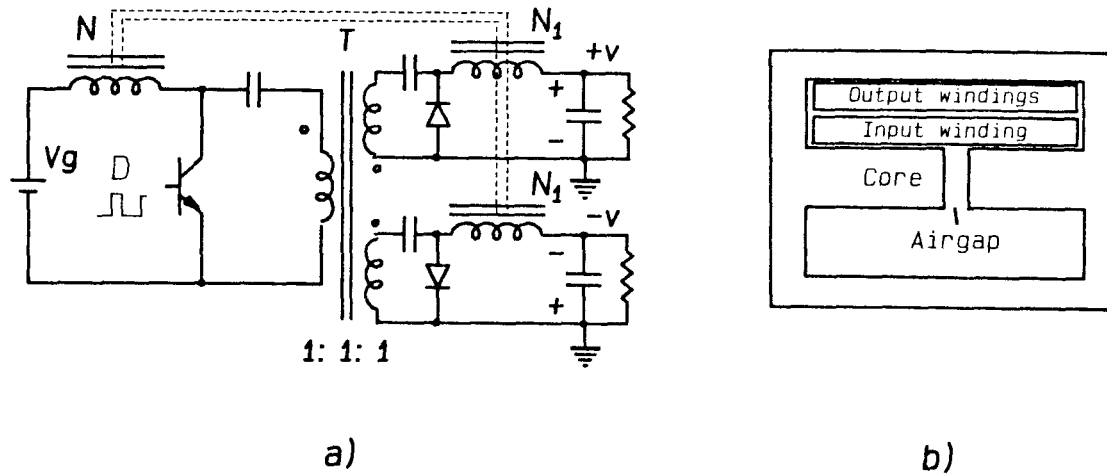 N
T
N1
+v
+
-
Vg
D
N1
-v
-
+
1: 1: 1
a)
Output windings
Input winding
Core
Airgap
b)